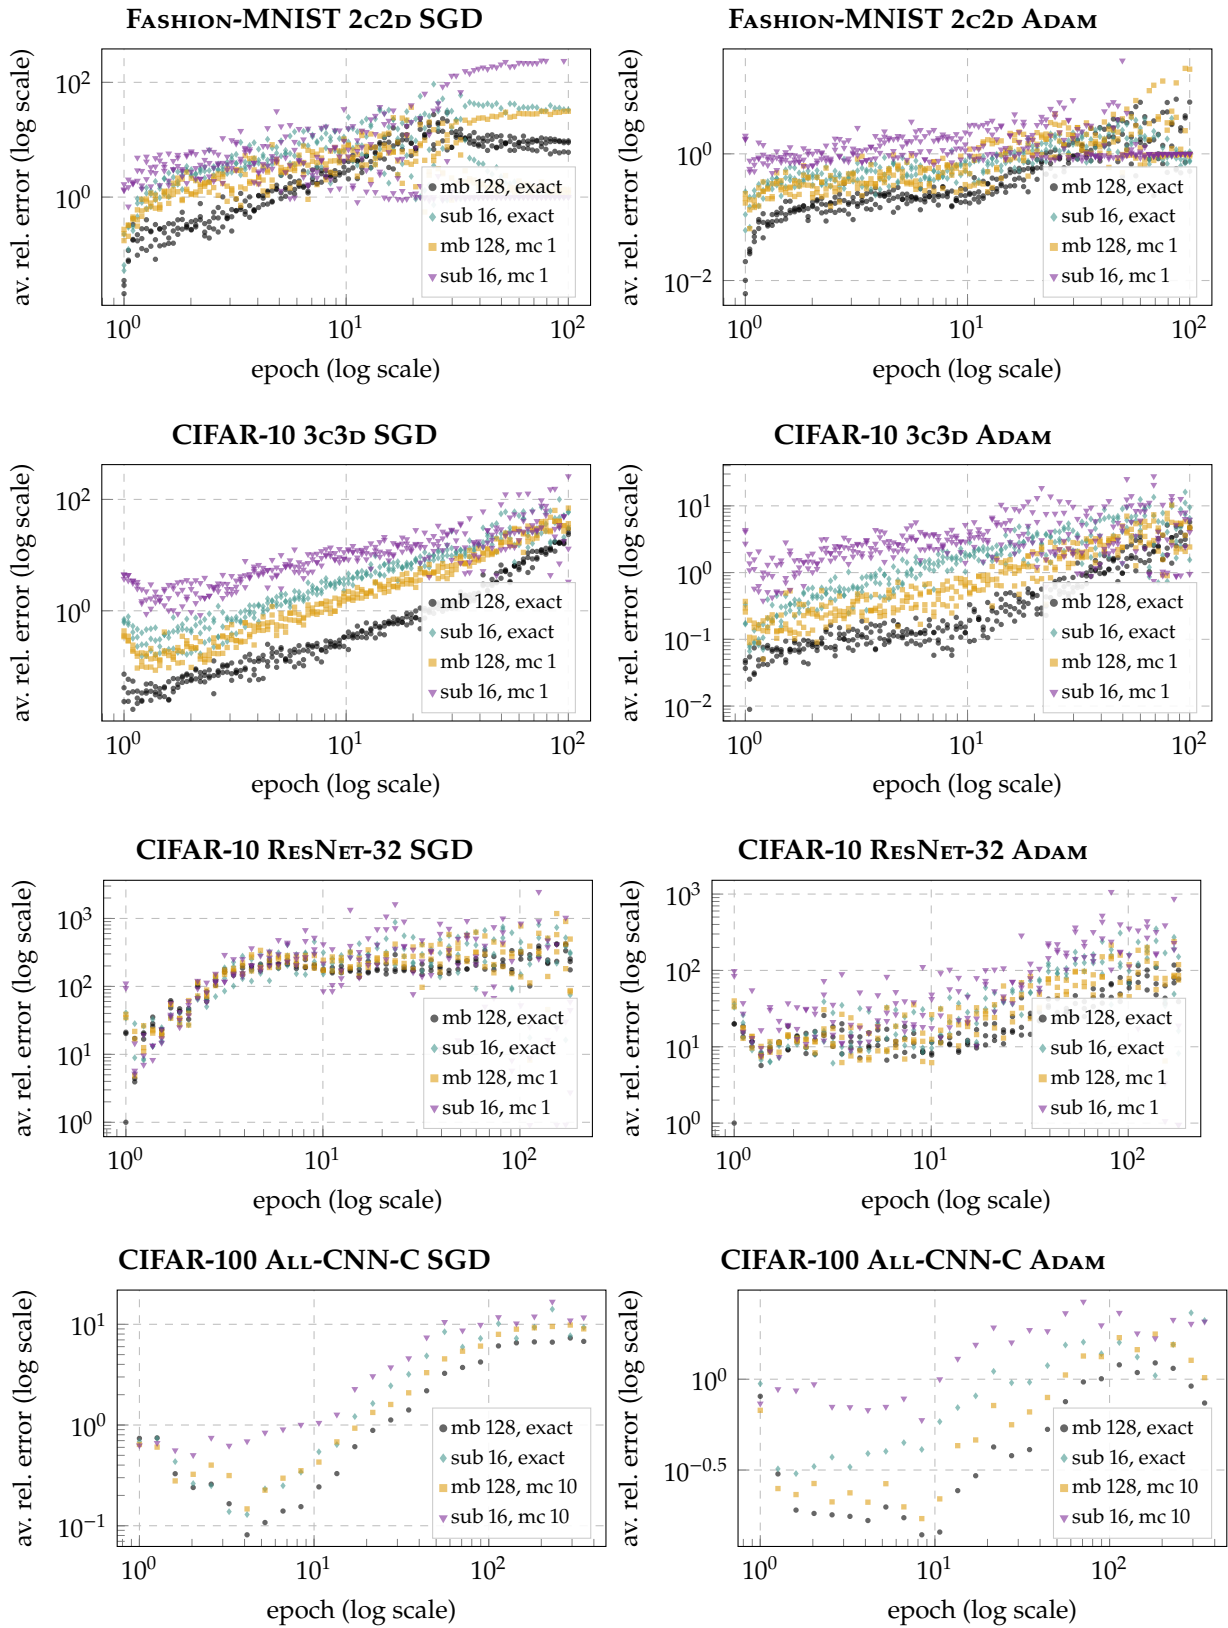 Fashion-MNIST 2c2d SGD
av. rel. error (log scale)
10^2
10^0
mb 128, exact
sub 16, exact
mb 128, mc 1
sub 16, mc 1
10^0 10^1 10^2
epoch (log scale)
Fashion-MNIST 2c2d Adam
av. rel. error (log scale)
10^0
10^−2
mb 128, exact
sub 16, exact
mb 128, mc 1
sub 16, mc 1
10^0 10^1 10^2
epoch (log scale)
CIFAR-10 3c3d SGD
av. rel. error (log scale)
10^2
10^0
mb 128, exact
sub 16, exact
mb 128, mc 1
sub 16, mc 1
10^0 10^1 10^2
epoch (log scale)
CIFAR-10 3c3d Adam
av. rel. error (log scale)
10^1
10^0
10^−1
10^−2
mb 128, exact
sub 16, exact
mb 128, mc 1
sub 16, mc 1
10^0 10^1 10^2
epoch (log scale)
CIFAR-10 ResNet-32 SGD
av. rel. error (log scale)
10^3
10^2
10^1
10^0
mb 128, exact
sub 16, exact
mb 128, mc 1
sub 16, mc 1
10^0 10^1 10^2
epoch (log scale)
CIFAR-10 ResNet-32 Adam
av. rel. error (log scale)
10^3
10^2
10^1
10^0
mb 128, exact
sub 16, exact
mb 128, mc 1
sub 16, mc 1
10^0 10^1 10^2
epoch (log scale)
CIFAR-100 All-CNN-C SGD
av. rel. error (log scale)
10^1
10^0
10^−1
mb 128, exact
sub 16, exact
mb 128, mc 10
sub 16, mc 10
10^0 10^1 10^2
epoch (log scale)
CIFAR-100 All-CNN-C Adam
av. rel. error (log scale)
10^0
10^−0.5
mb 128, exact
sub 16, exact
mb 128, mc 10
sub 16, mc 10
10^0 10^1 10^2
epoch (log scale)